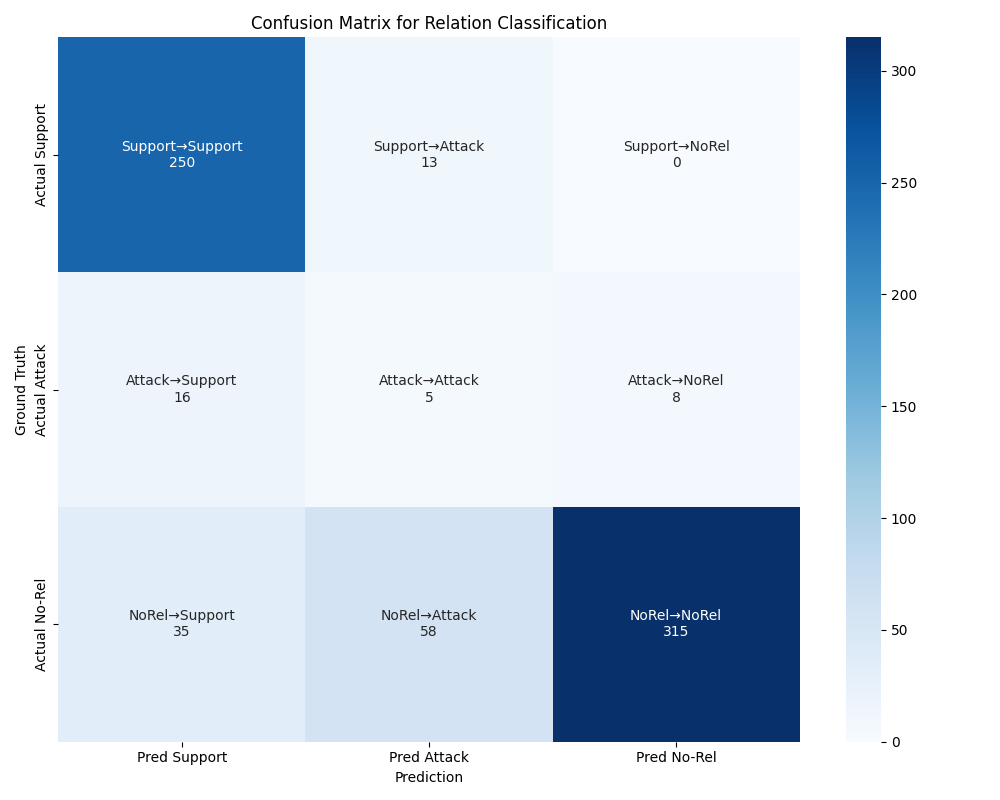 Confusion Matrix for Relation Classification
Ground Truth
Actual Support
Support→Support
250
Support→Attack
13
Support→NoRel
0
Actual Attack
Attack→Support
16
Attack→Attack
5
Attack→NoRel
8
Actual No-Rel
NoRel→Support
35
NoRel→Attack
58
NoRel→NoRel
315
Pred Support
Pred Attack
Pred No-Rel
Prediction
300
250
200
150
100
50
0